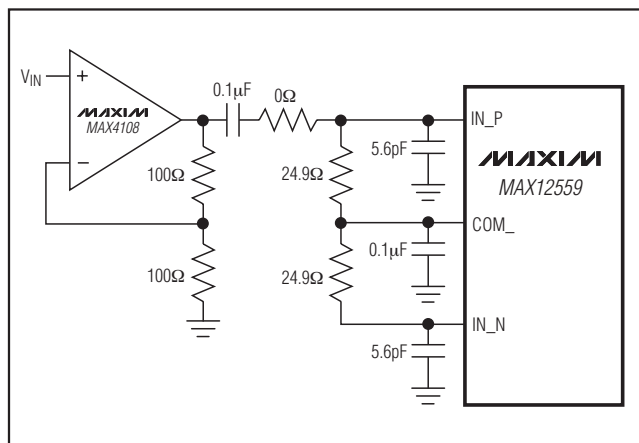 VIN
+
MAXIM
MAX4108
−
0.1µF
0Ω
100Ω
100Ω
24.9Ω
24.9Ω
5.6pF
0.1µF
5.6pF
IN_P
MAXIM
MAX12559
COM_
IN_N